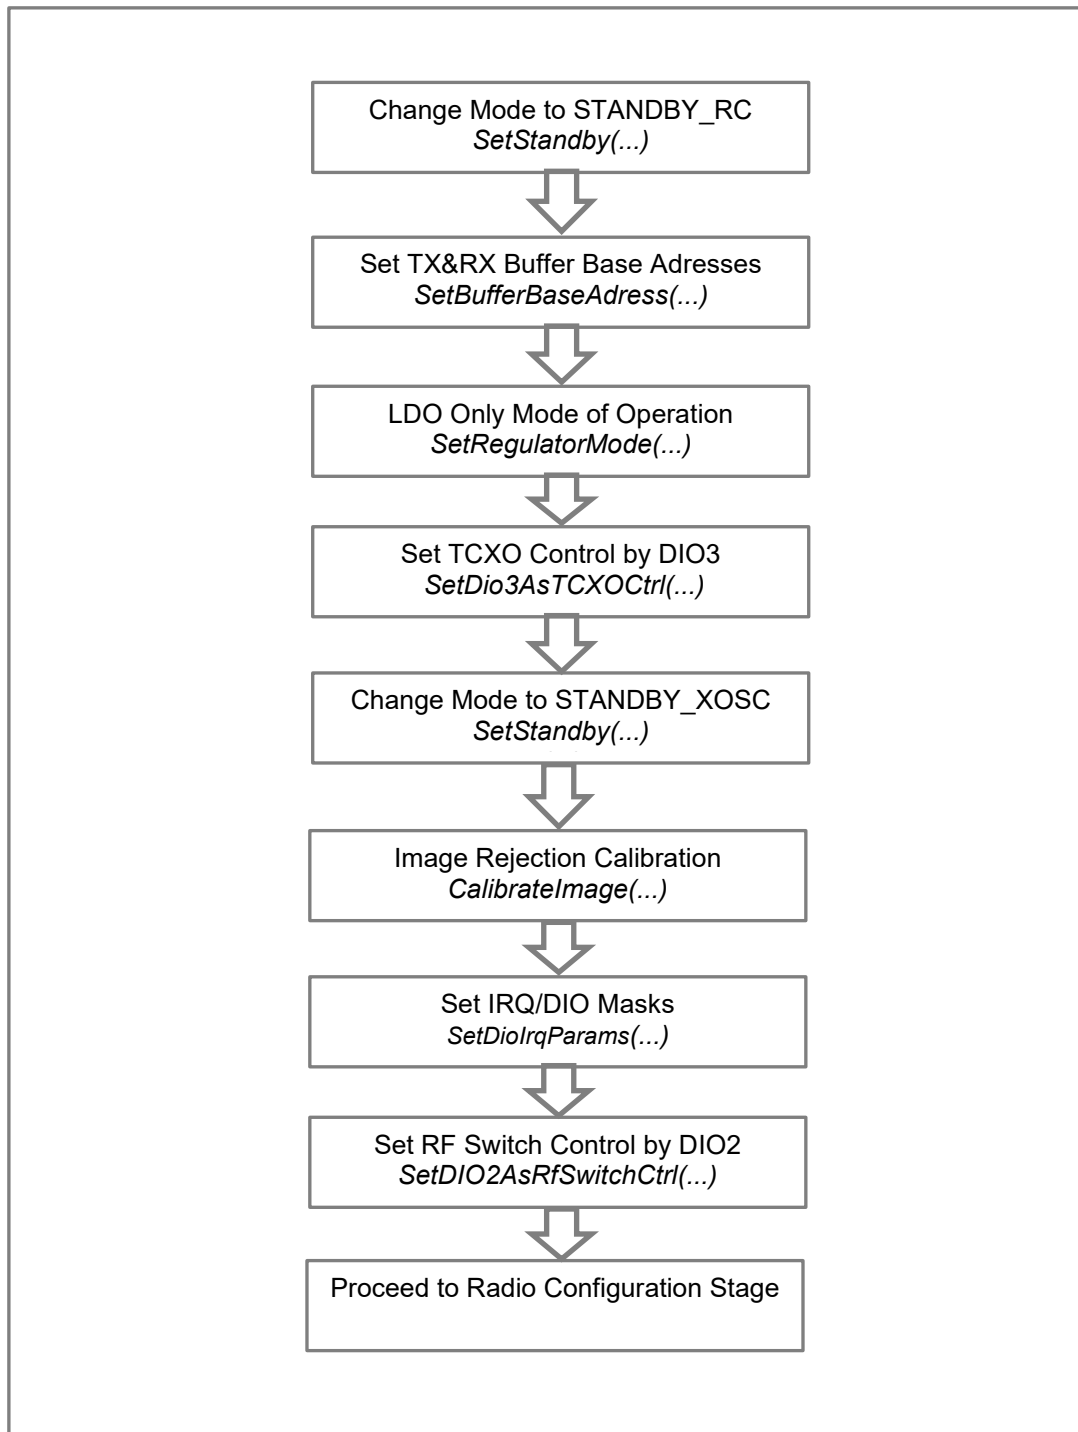 Change Mode to STANDBY_RC
SetStandby(...)
Set TX&RX Buffer Base Adresses
SetBufferBaseAdress(...)
LDO Only Mode of Operation
SetRegulatorMode(...)
Set TCXO Control by DIO3
SetDio3AsTCXOCtrl(...)
Change Mode to STANDBY_XOSC
SetStandby(...)
Image Rejection Calibration
CalibrateImage(...)
Set IRQ/DIO Masks
SetDioIrqParams(...)
Set RF Switch Control by DIO2
SetDIO2AsRfSwitchCtrl(...)
Proceed to Radio Configuration Stage